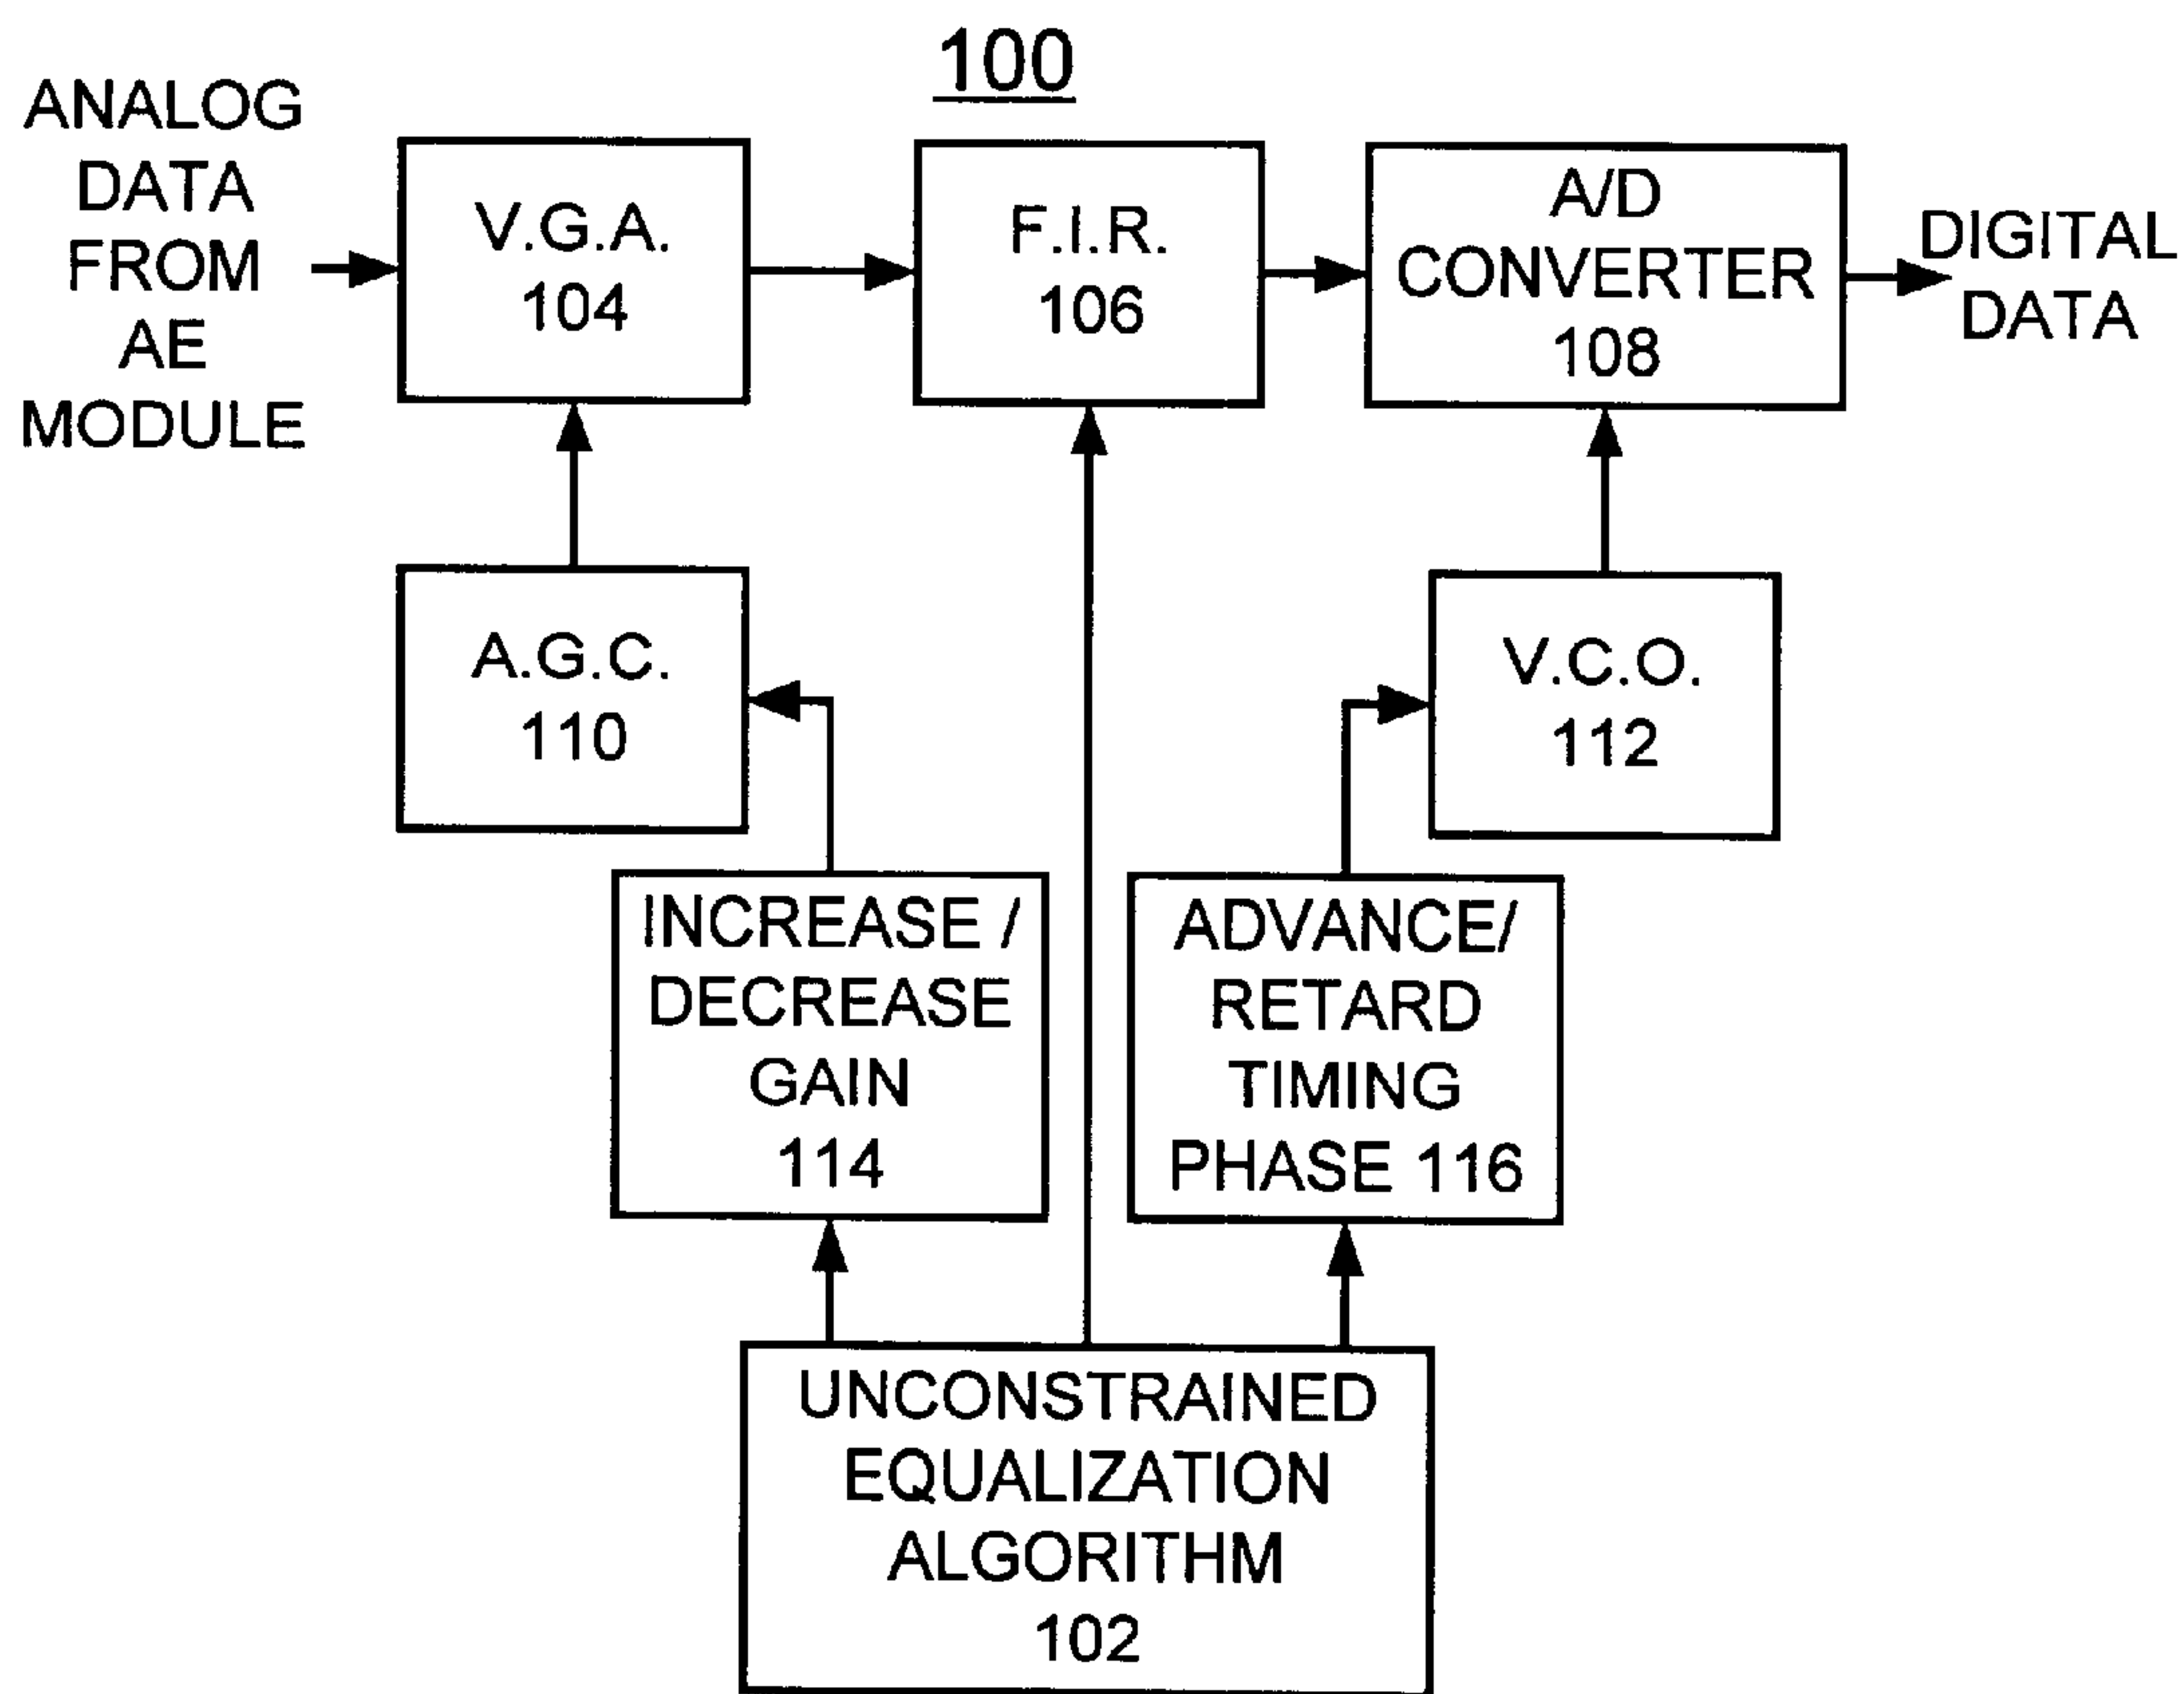 100
ANALOG
DATA
FROM
AE
MODULE
V.G.A.
104
F.I.R.
106
A/D
CONVERTER
108
DIGITAL
DATA
A.G.C.
110
V.C.O.
112
INCREASE /
DECREASE
GAIN
114
ADVANCE/
RETARD
TIMING
PHASE 116
UNCONSTRAINED
EQUALIZATION
ALGORITHM
102